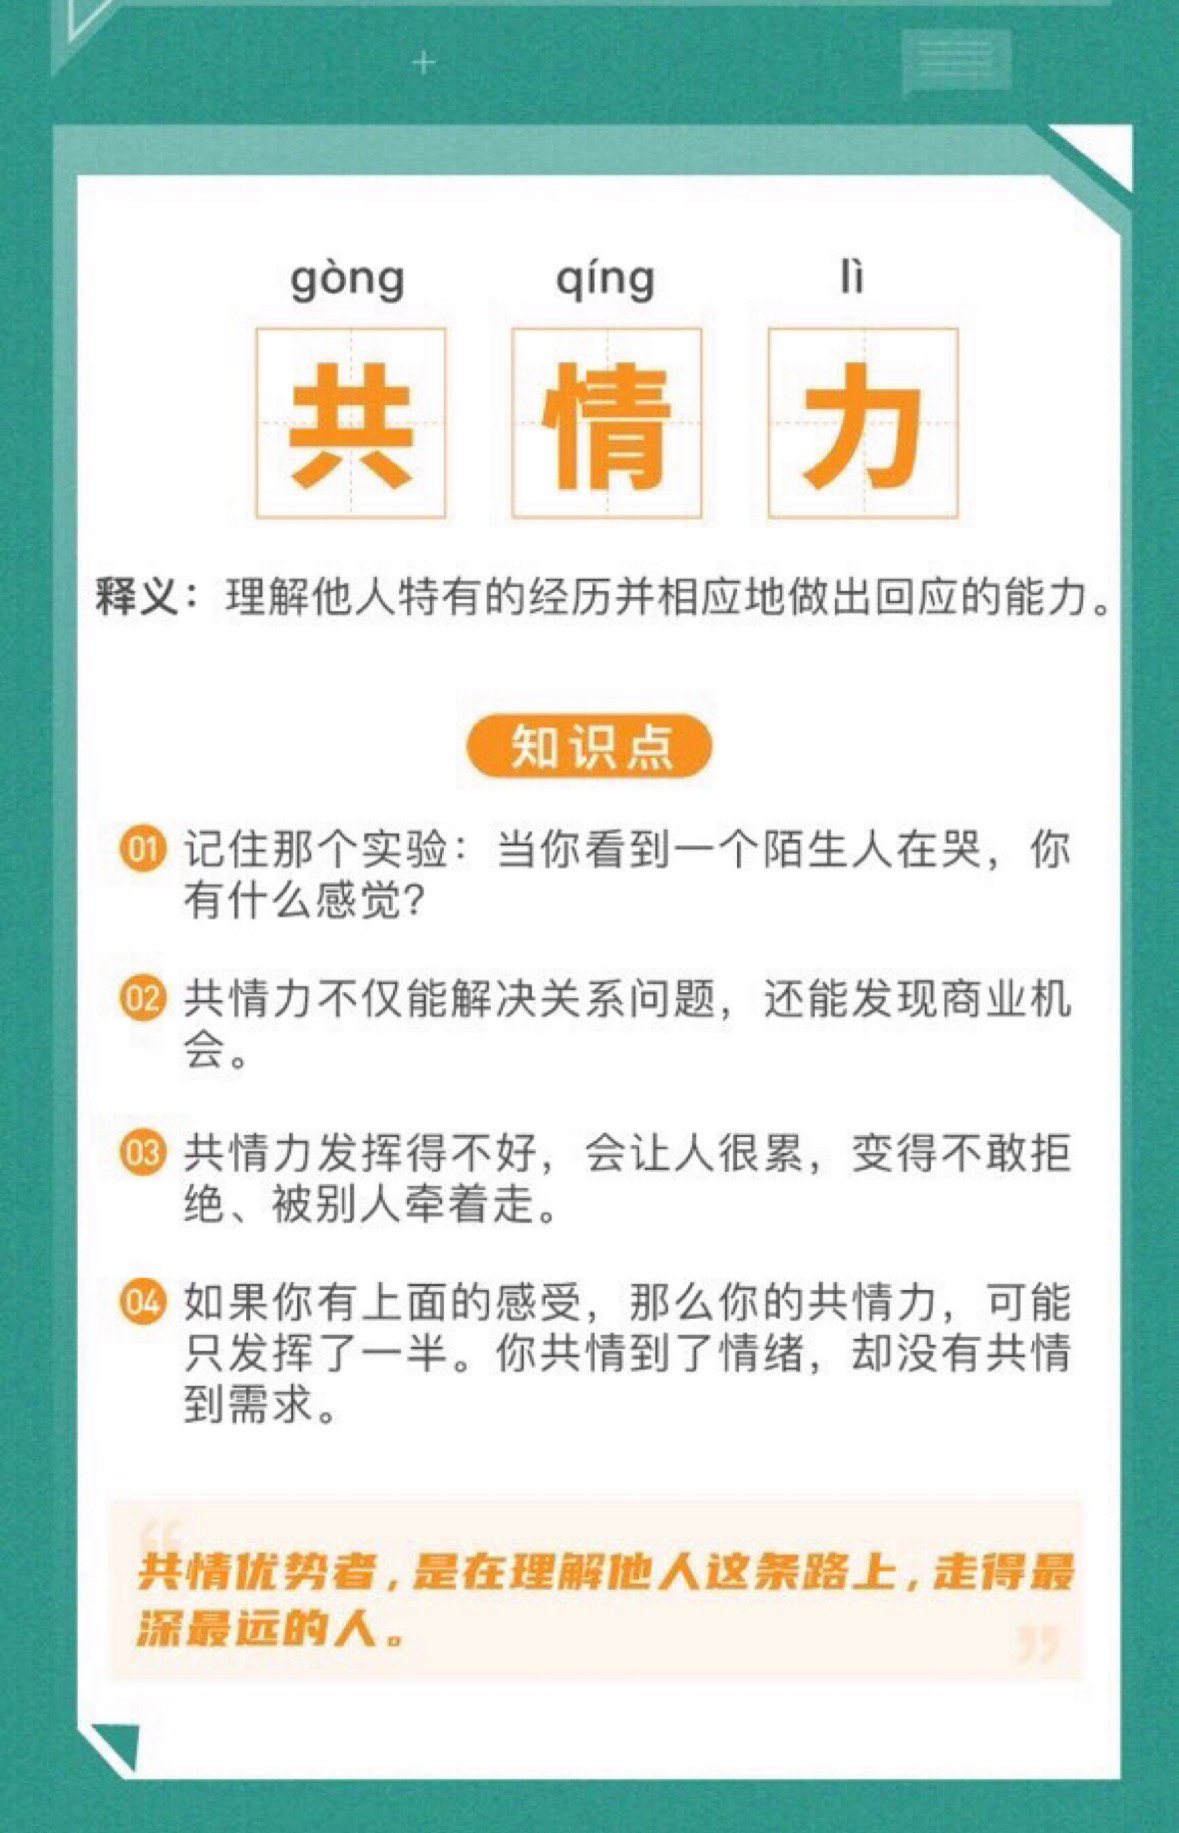 gòng qíng lì
共 情 力
释义：理解他人特有的经历并相应地做出回应的能力。
知识点
01 记住那个实验：当你看到一个陌生人在哭，你
有什么感觉？
02 共情力不仅能解决关系问题，还能发现商业机
会。
03 共情力发挥得不好，会让人很累，变得不敢拒
绝、被别人牵着走。
04 如果你有上面的感受，那么你的共情力，可能
只发挥了一半。你共情到了情绪，却没有共情
到需求。
“共情优势者，是在理解他人这条路上，走得最
深最远的人。”